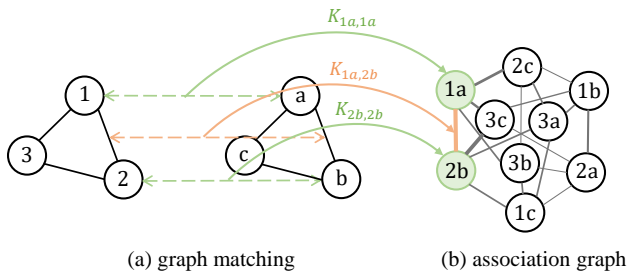 K1a,1a
K1a,2b
K2b,2b
1
2
3
a
b
c
1a
2c
1b
3c
3a
2b
3b
2a
1c
(a) graph matching
(b) association graph